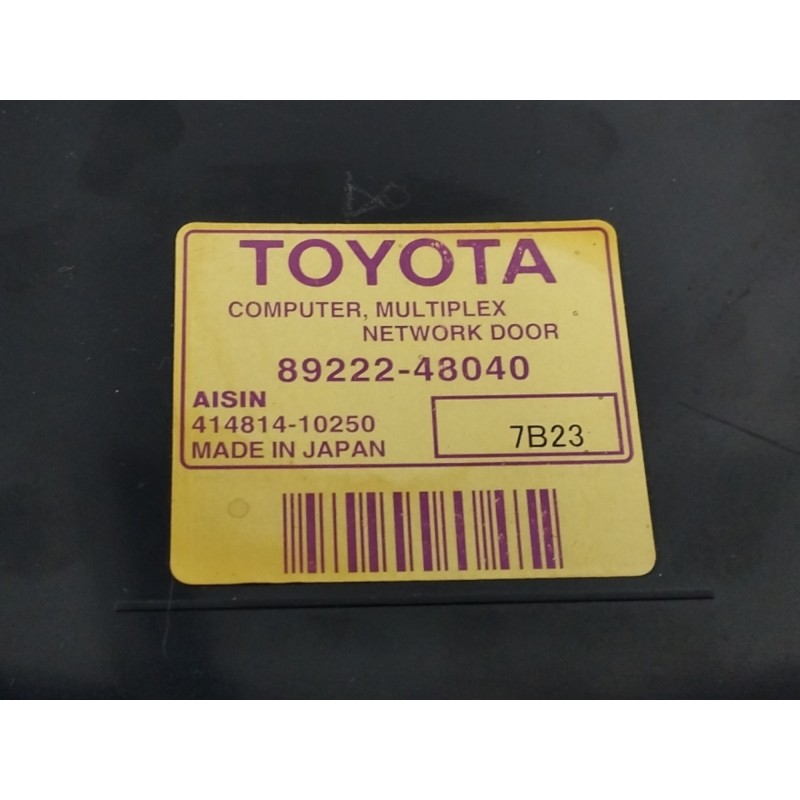 TOYOTA
COMPUTER, MULTIPLEX
NETWORK DOOR
89222-48040
AISIN
414814-10250
MADE IN JAPAN
7B23